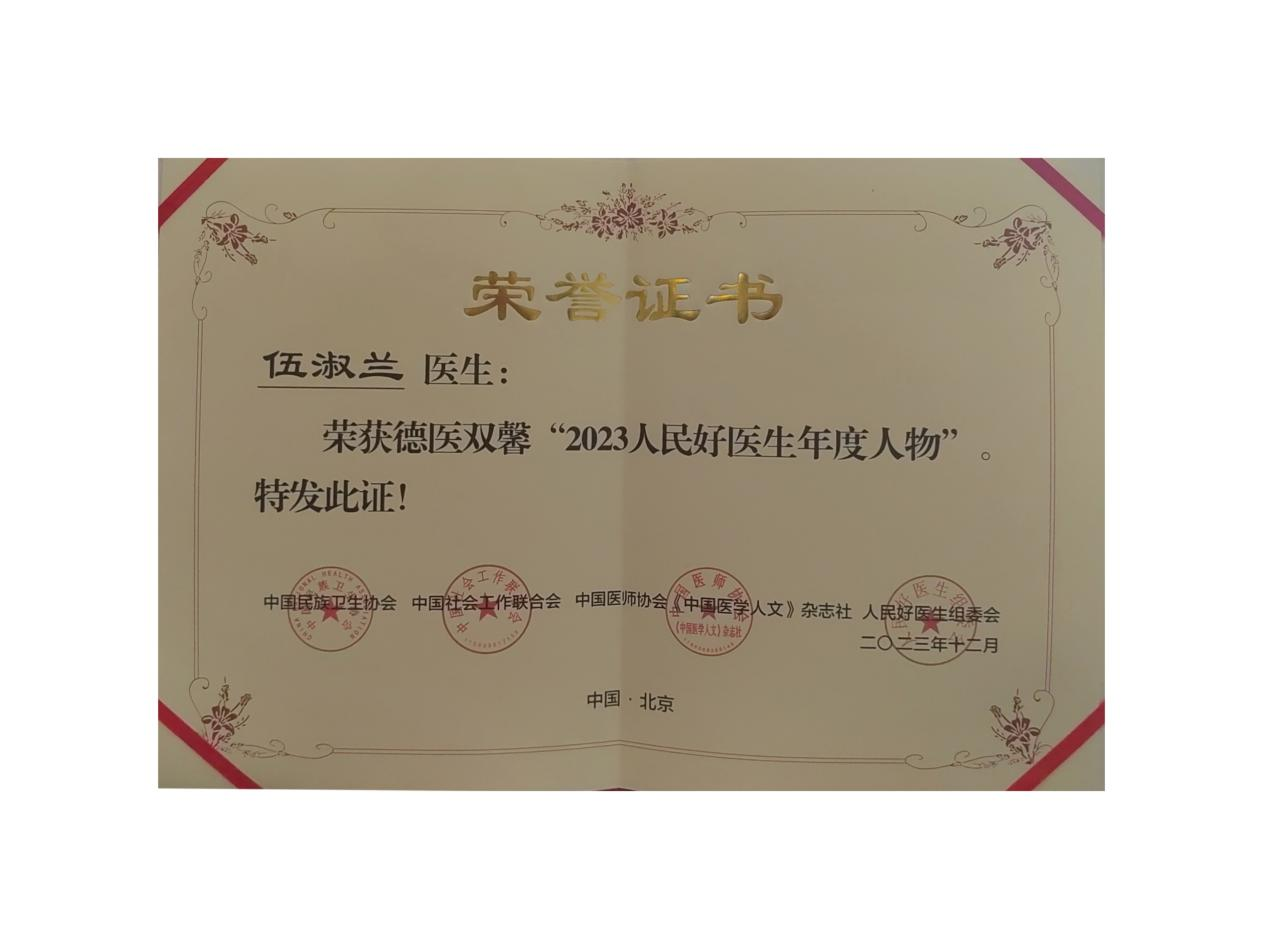 荣誉证书
伍淑兰 医生：
荣获德医双馨“2023人民好医生年度人物”。
特发此证！
中国民族卫生协会 中国社会工作联合会 中国医师协会《中国医学人文》杂志社 人民好医生组委会
二〇二三年十二月
中国·北京